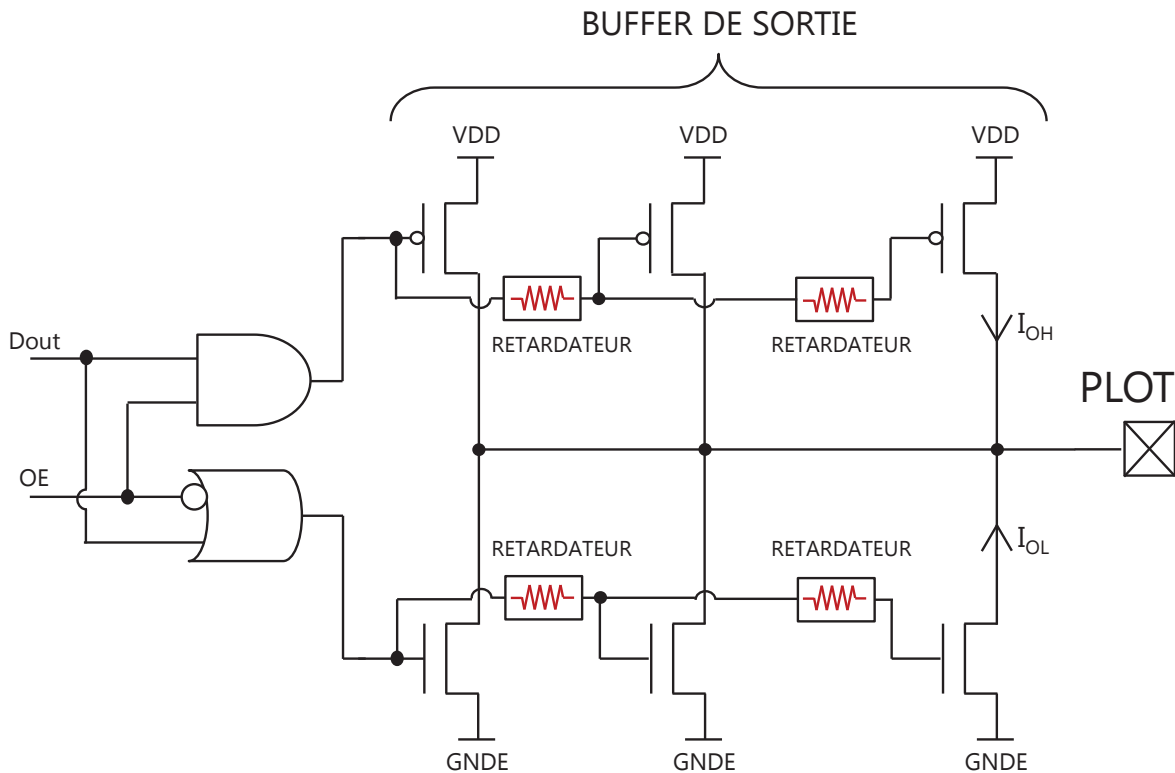 BUFFER DE SORTIE
VDD
VDD
VDD
Dout
RETARDATEUR
RETARDATEUR
IOH
PLOT
OE
RETARDATEUR
RETARDATEUR
IOL
GNDE
GNDE
GNDE